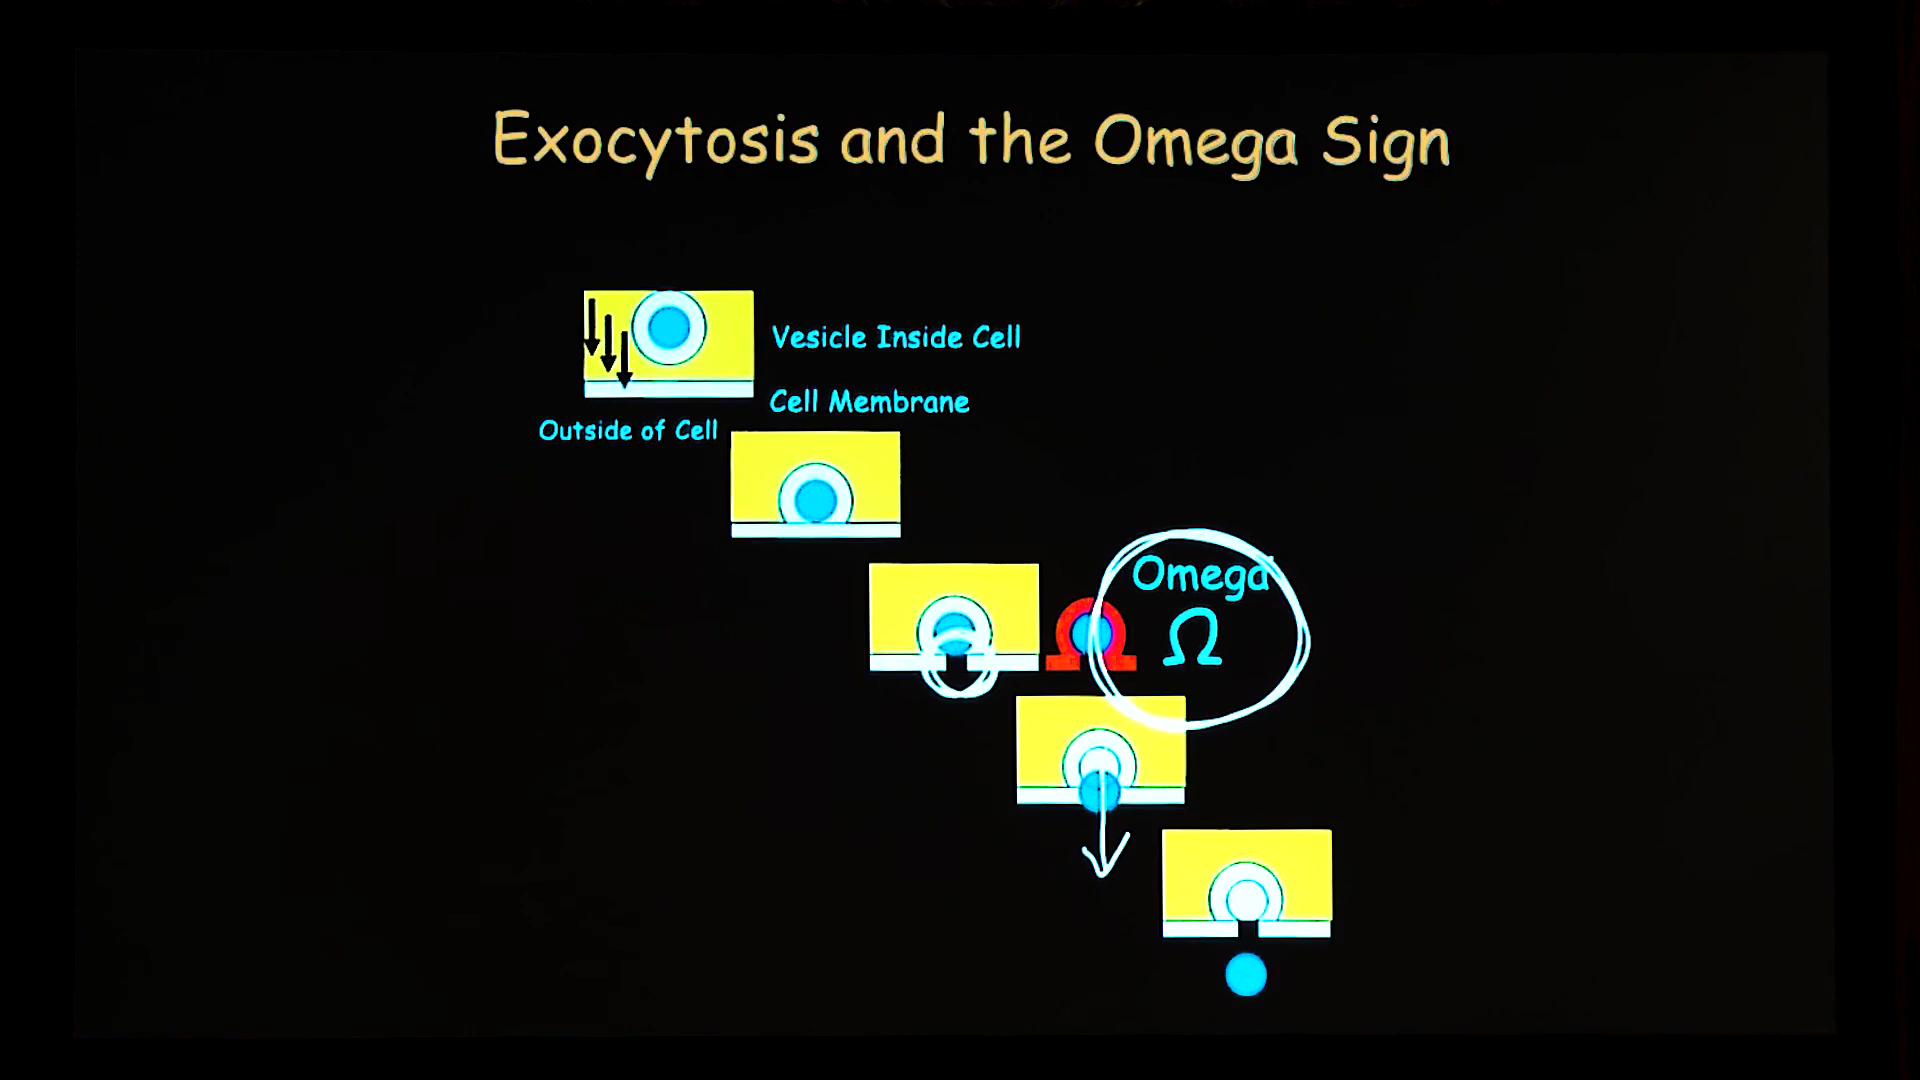 Exocytosis and the Omega Sign
Vesicle Inside Cell
Cell Membrane
Outside of Cell
Omega
Ω